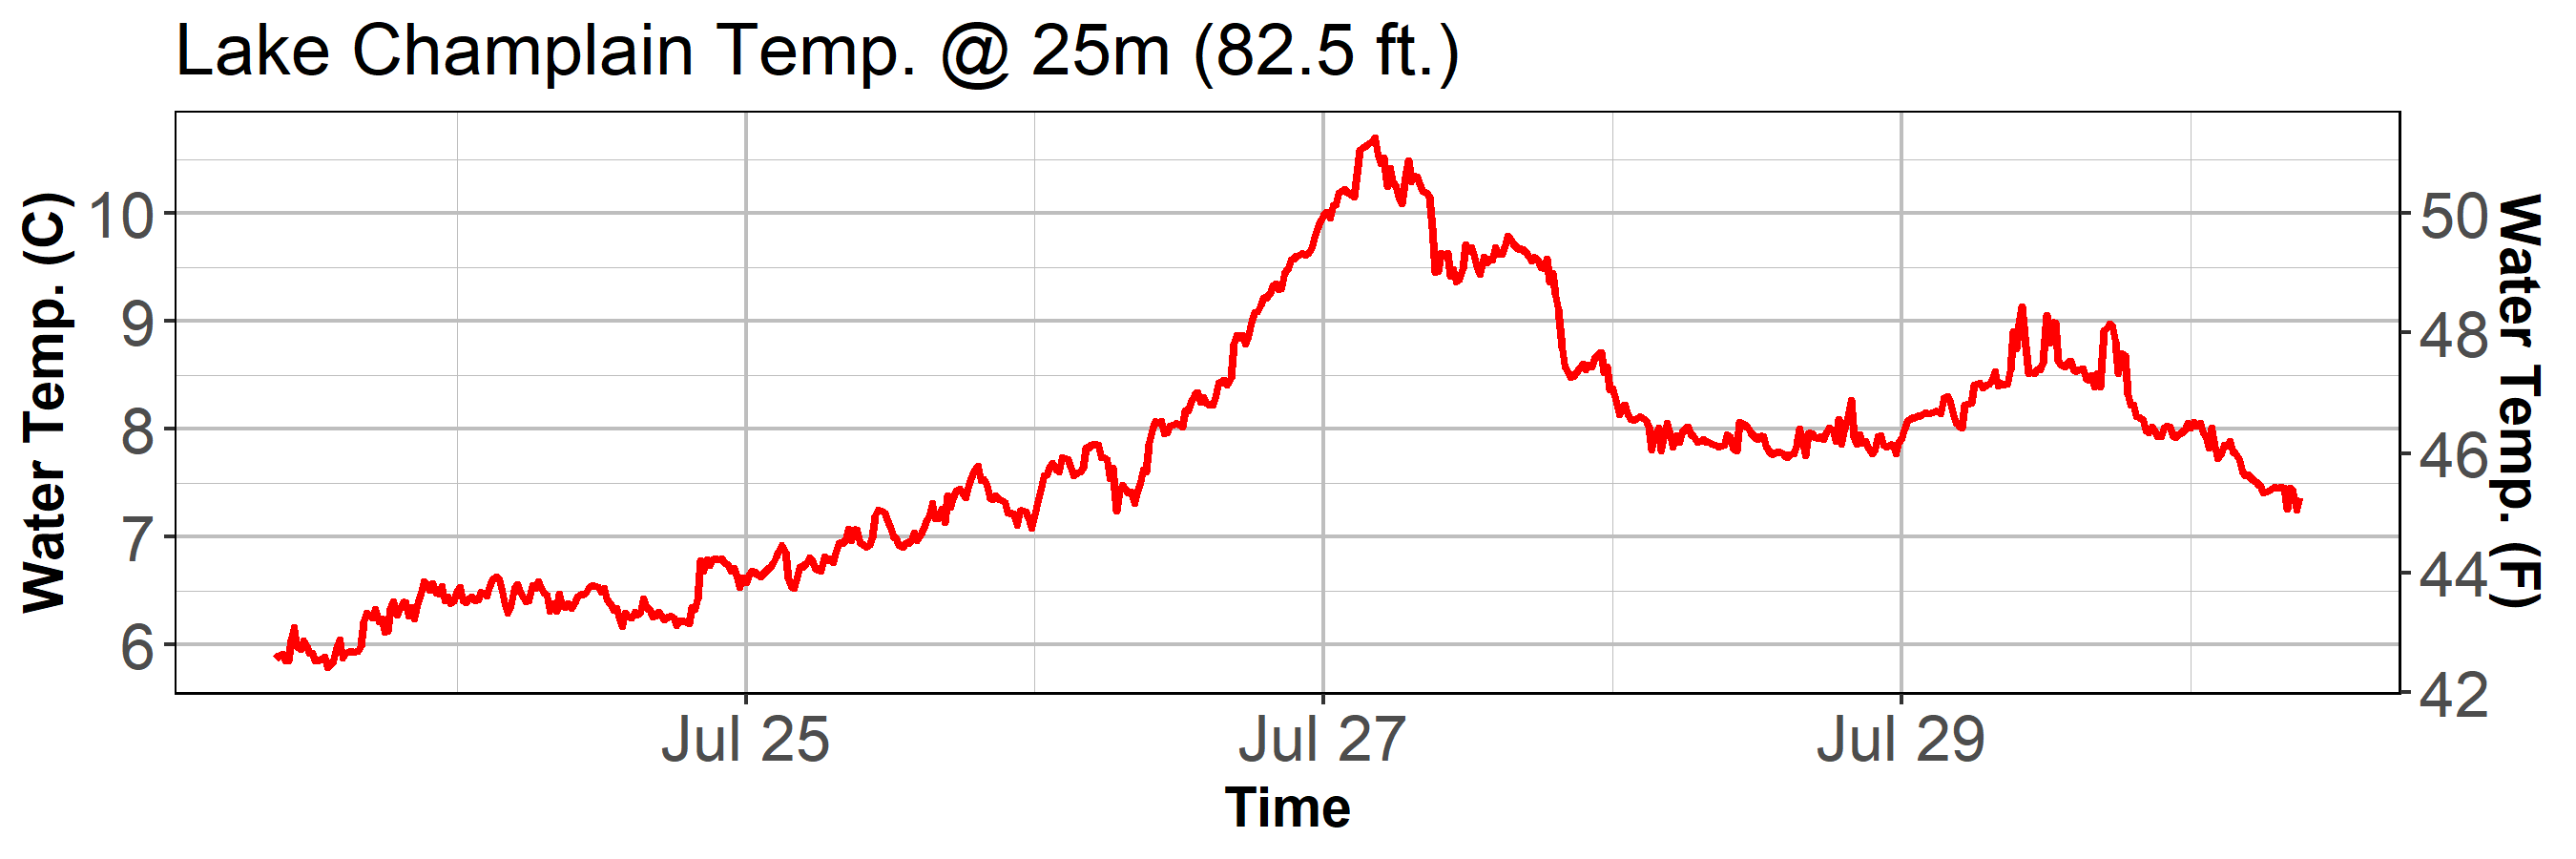 Lake Champlain Temp. @ 25m (82.5 ft.)
Water Temp. (C)
10
9
8
7
6
50
48
46
44
42
Water Temp. (F)
Jul 25
Jul 27
Jul 29
Time